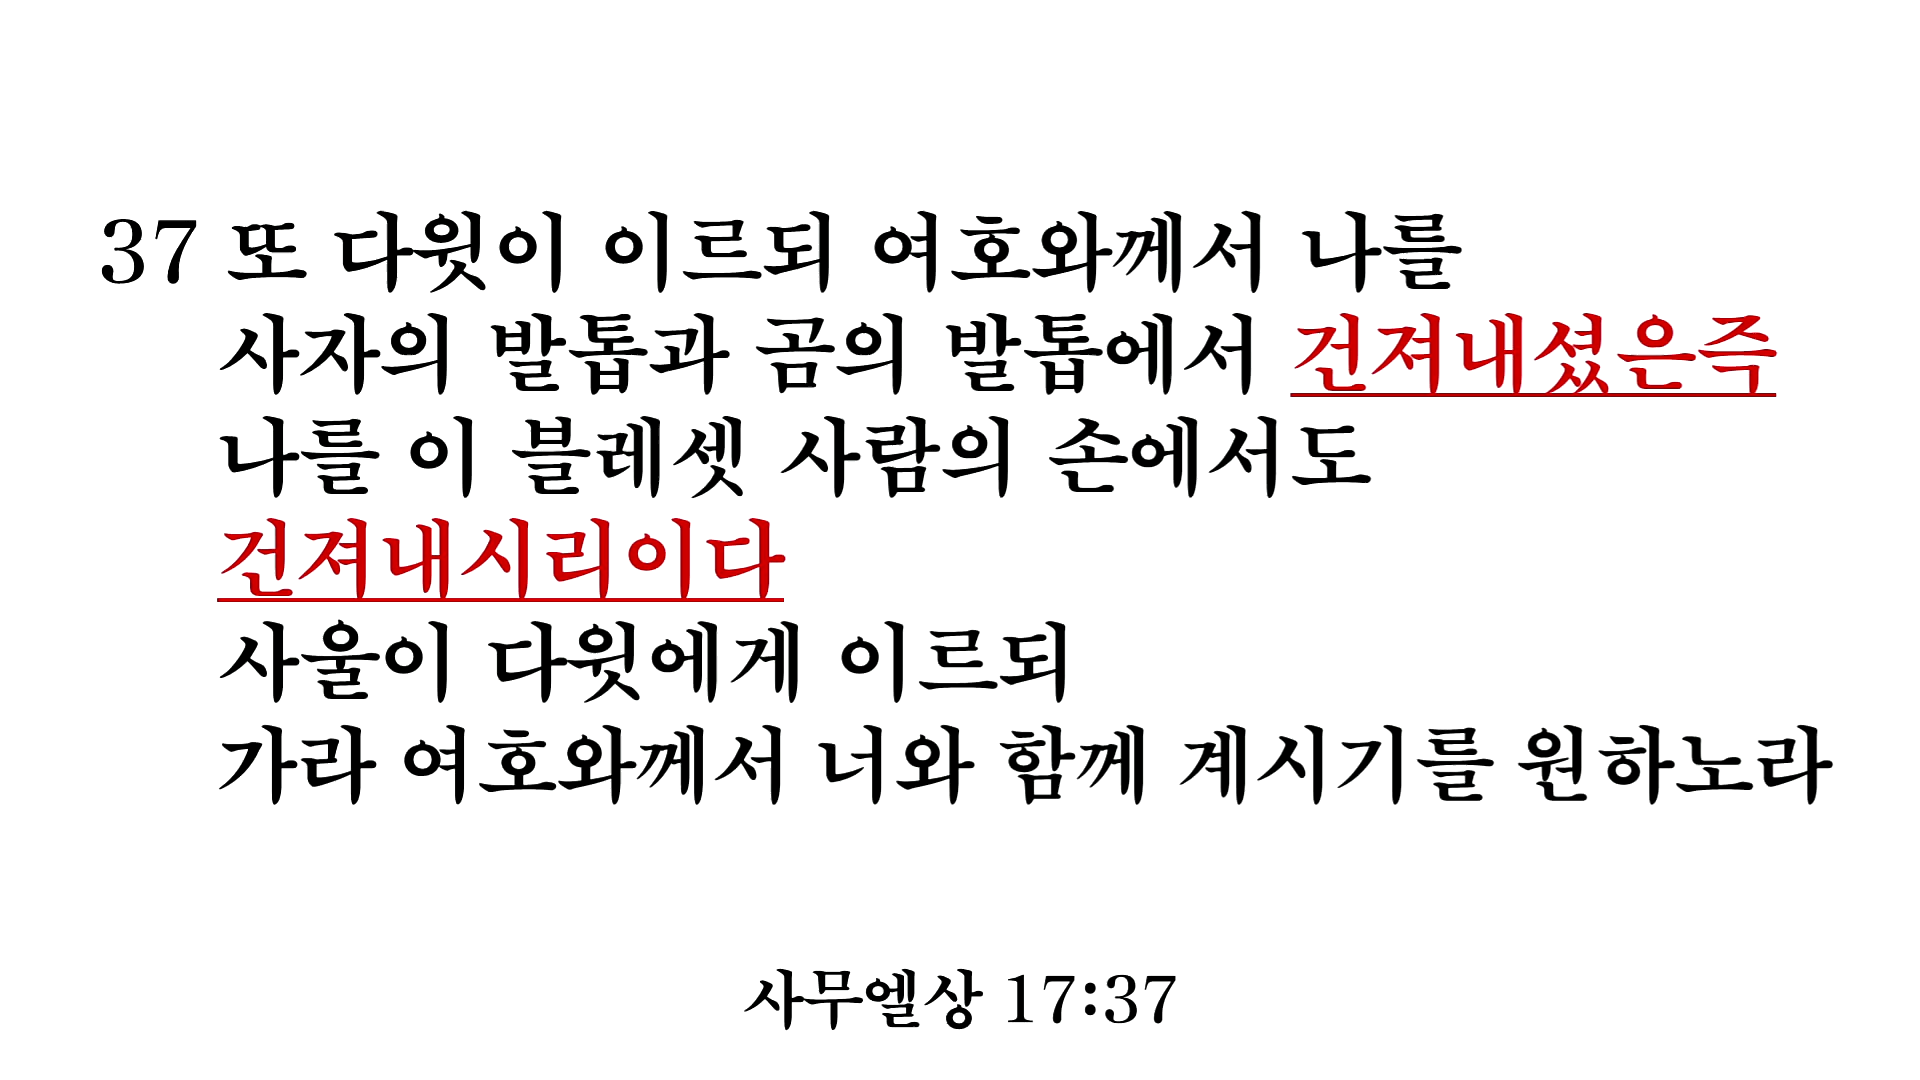 37 또 다윗이 이르되 여호와께서 나를
사자의 발톱과 곰의 발톱에서 건져내셨은즉
나를 이 블레셋 사람의 손에서도
건져내시리이다
사울이 다윗에게 이르되
가라 여호와께서 너와 함께 계시기를 원하노라
사무엘상 17:37